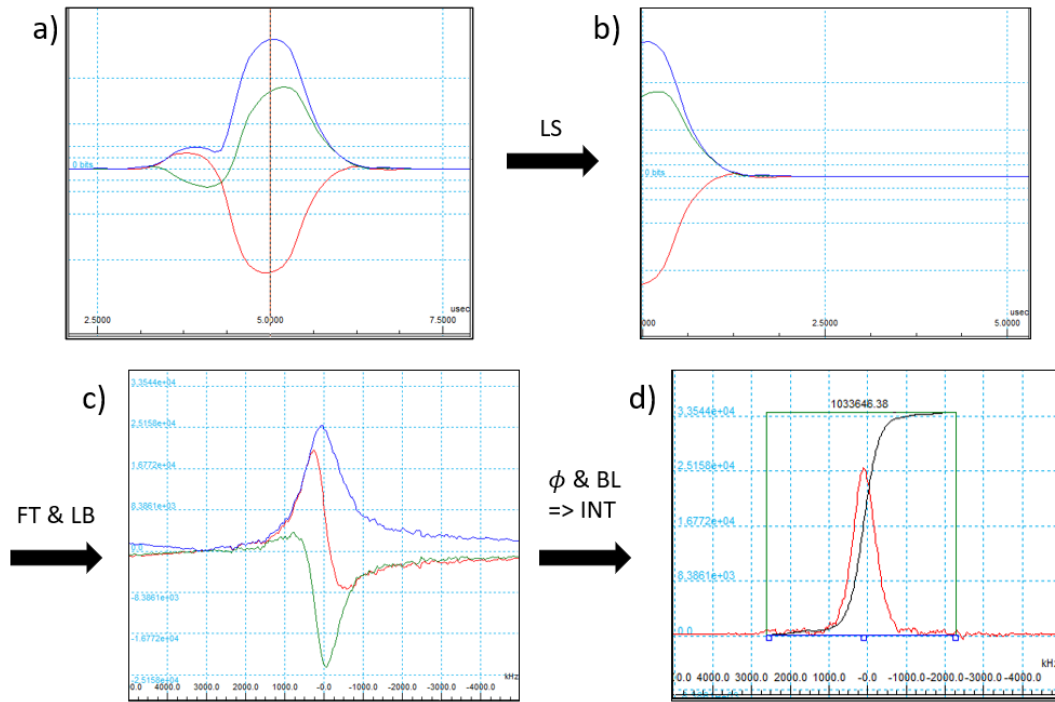 a)
0 bits
usec
2.5000
5.0000
7.5000
LS
b)
0 bits
usec
000
2.5000
5.0000
FT & LB
c)
3.3544e+04
2.5158e+04
1.6772e+04
8.3861e+03
0.0
-8.3861e+03
-1.6772e+04
-2.5158e+04
kHz
0.0 4000.0 3000.0 2000.0 1000.0 -0.0 -1000.0 -2000.0 -3000.0 -4000.0
ϕ & BL
=> INT
d)
1033646.38
3.3544e+04
2.5158e+04
1.6772e+04
8.3861e+03
0.0
kHz
0.0 4000.0 3000.0 2000.0 1000.0 -0.0 -1000.0 -2000.0 -3000.0 -4000.0